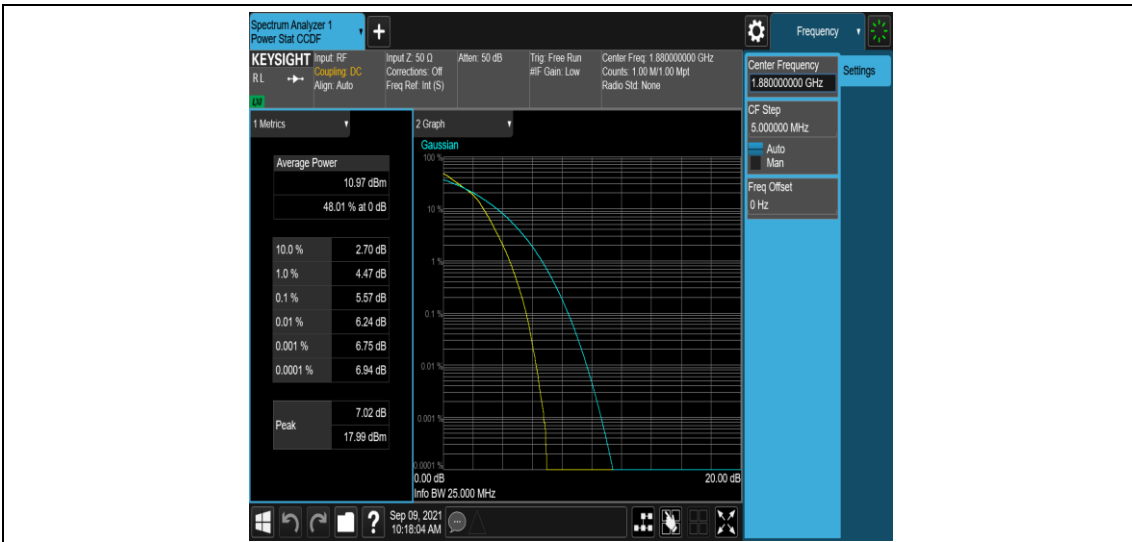 Spectrum Analyzer 1
Power Stat CCDF
Frequency
KEYSIGHT
RL
LXI
Input: RF
Coupling: DC
Align: Auto
Input Z: 50 Ω
Corrections: Off
Freq Ref: Int (S)
Atten: 50 dB
Trig: Free Run
#IF Gain: Low
Center Freq: 1.880000000 GHz
Counts: 1.00 M/1.00 Mpt
Radio Std: None
Center Frequency
1.880000000 GHz
Settings
CF Step
5.000000 MHz
Auto
Man
Freq Offset
0 Hz
1 Metrics
Average Power
10.97 dBm
48.01 % at 0 dB
10.0 % 2.70 dB
1.0 % 4.47 dB
0.1 % 5.57 dB
0.01 % 6.24 dB
0.001 % 6.75 dB
0.0001 % 6.94 dB
Peak
7.02 dB
17.99 dBm
2 Graph
Gaussian
100 %
10 %
1 %
0.1 %
0.01 %
0.001 %
0.0001 %
0.00 dB 20.00 dB
Info BW 25.000 MHz
?
Sep 09, 2021
10:18:04 AM